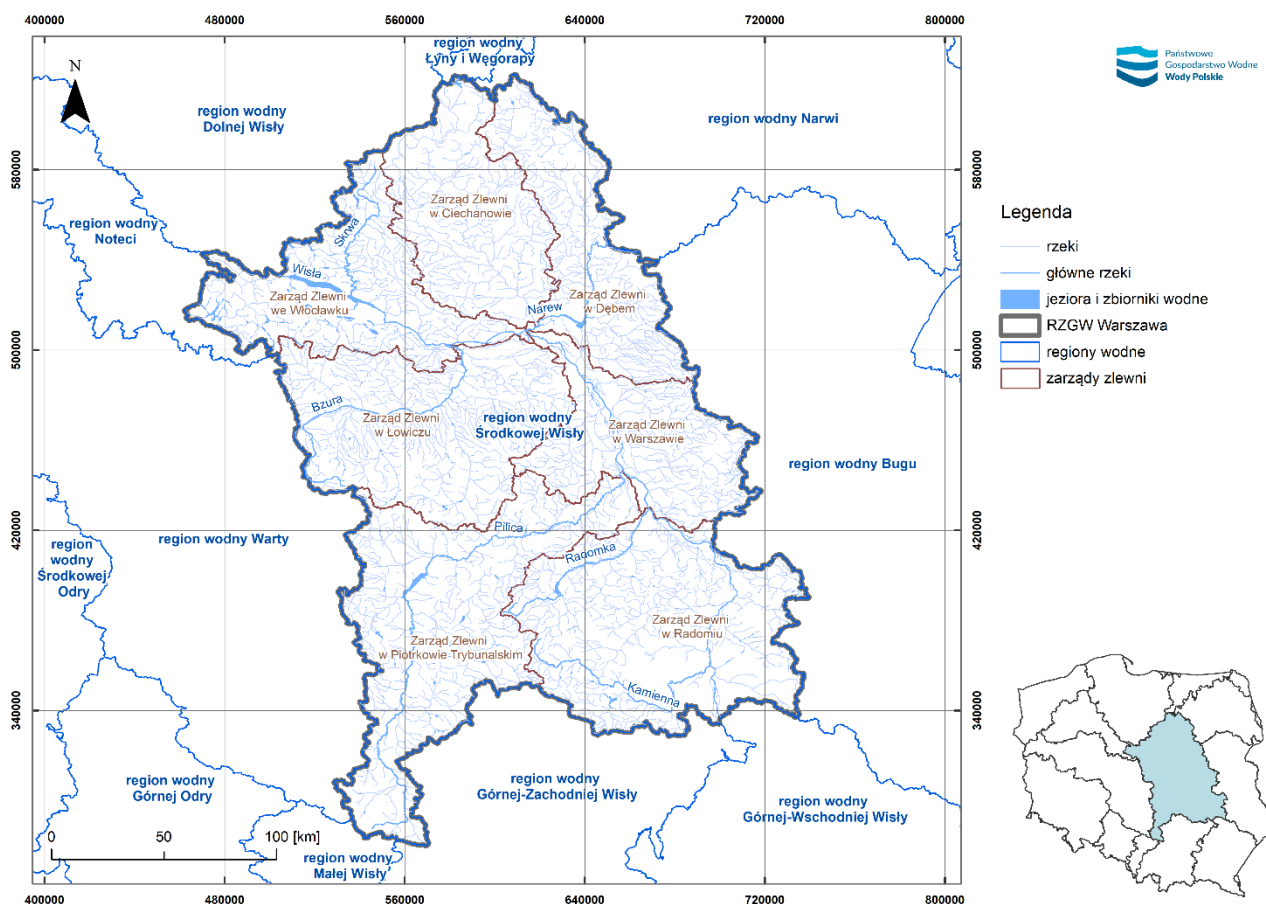 400000
480000
560000
640000
720000
800000
N
region wodny
Łyny i Węgorapy
region wodny
Dolnej Wisły
region wodny Narwi
Państwowe
Gospodarstwo Wodne
Wody Polskie
580000
580000
Zarząd Zlewni
w Ciechanowie
Legenda
rzeki
główne rzeki
jeziora i zbiorniki wodne
RZGW Warszawa
regiony wodne
zarządy zlewni
region wodny
Noteci
Skrwa
Wisła
Zarząd Zlewni
we Włocławku
Narew
Zarząd Zlewni
w Dębem
500000
500000
Bzura
Zarząd Zlewni
w Łowiczu
region wodny
Środkowej Wisły
Zarząd Zlewni
w Warszawie
region wodny Bugu
420000
420000
region wodny Warty
region
wodny
Środkowej
Odry
Pilica
Radomka
Zarząd Zlewni
w Piotrkowie Trybunalskim
Zarząd Zlewni
w Radomiu
Kamienna
340000
340000
region wodny
Górnej Odry
region wodny
Górnej-Zachodniej Wisły
region wodny
Górnej-Wschodniej Wisły
0
50
100 [km]
region wodny
Małej Wisły
400000
480000
560000
640000
720000
800000